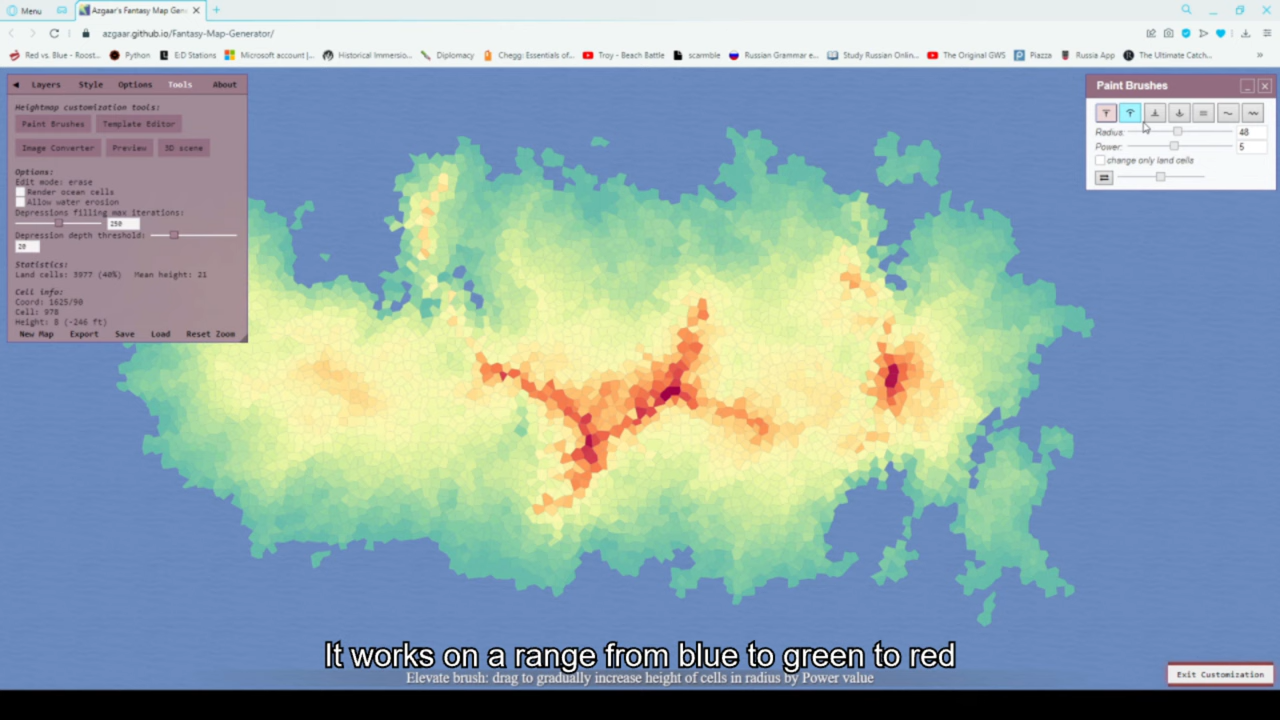 Menu
Azgaar's Fantasy Map Gen
azgaar.github.io/Fantasy-Map-Generator/
Red vs. Blue - Roost...
Python
E:D Stations
Microsoft account |...
Historical Immersio...
Diplomacy
Chegg: Essentials of...
Troy - Beach Battle
scarmble
Russian Grammar e...
Study Russian Onlin...
The Original GWS
Piazza
Russia App
The Ultimate Catch...
Layers Style Options Tools About
Heightmap customization tools:
Paint Brushes Template Editor
Image Converter Preview 3D scene
Options:
Edit mode: erase
Render ocean cells
Allow water erosion
Depressions filling max iterations:
250
Depression depth threshold:
20
Statistics:
Land cells: 3977 (40%) Mean height: 21
Cell info:
Coord: 1625/90
Cell: 978
Height: 8 (-246 ft)
New Map Export Save Load Reset Zoom
Paint Brushes
Radius: 48
Power: 5
change only land cells
It works on a range from blue to green to red
Elevate brush: drag to gradually increase height of cells in radius by Power value
Exit Customization